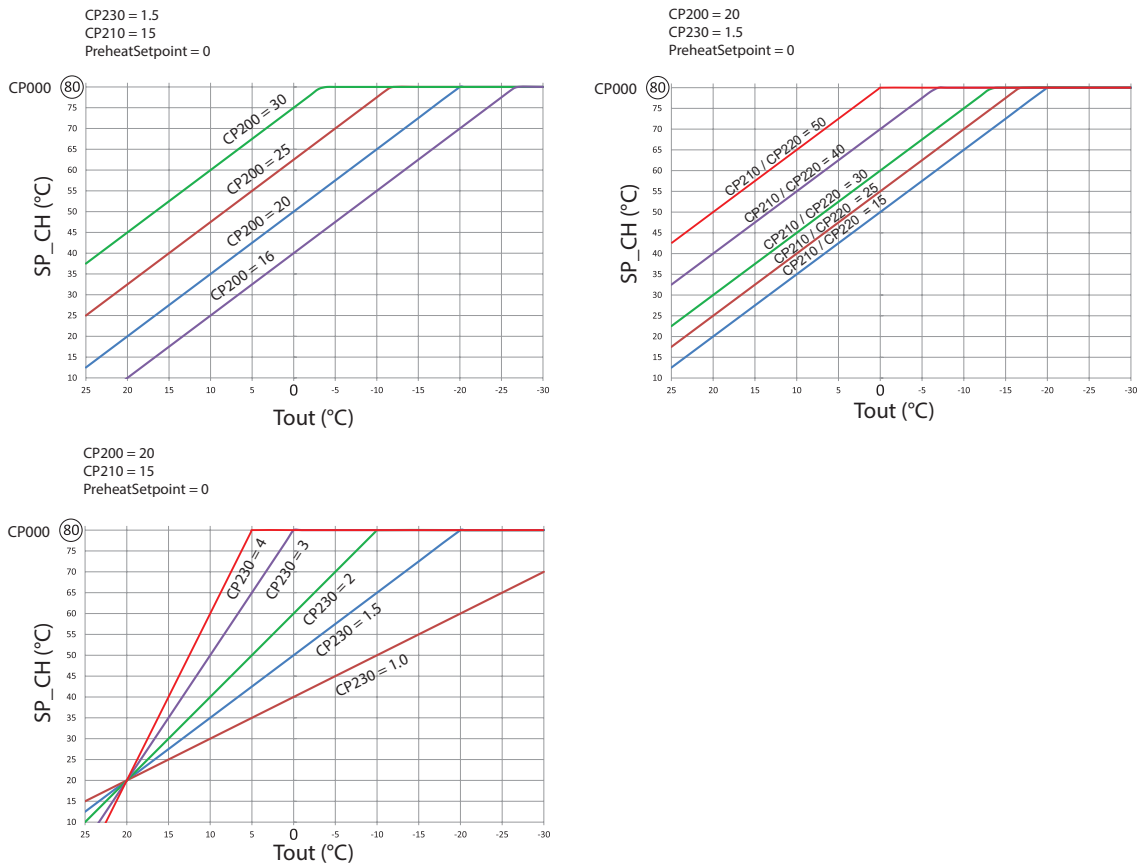 CP230 = 1.5
CP210 = 15
PreheatSetpoint = 0
CP000 80
75
70
65
60
55
50
45
40
35
30
25
20
15
10
SP_CH (°C)
CP200 = 30
CP200 = 25
CP200 = 20
CP200 = 16
25 20 15 10 5 0 -5 -10 -15 -20 -25 -30
Tout (°C)
CP200 = 20
CP230 = 1.5
PreheatSetpoint = 0
CP000 80
75
70
65
60
55
50
45
40
35
30
25
20
15
10
SP_CH (°C)
CP210 / CP220 = 50
CP210 / CP220 = 40
CP210 / CP220 = 30
CP210 / CP220 = 25
CP210 / CP220 = 15
25 20 15 10 5 0 -5 -10 -15 -20 -25 -30
Tout (°C)
CP200 = 20
CP210 = 15
PreheatSetpoint = 0
CP000 80
75
70
65
60
55
50
45
40
35
30
25
20
15
10
SP_CH (°C)
CP230 = 4
CP230 = 3
CP230 = 2
CP230 = 1.5
CP230 = 1.0
25 20 15 10 5 0 -5 -10 -15 -20 -25 -30
Tout (°C)